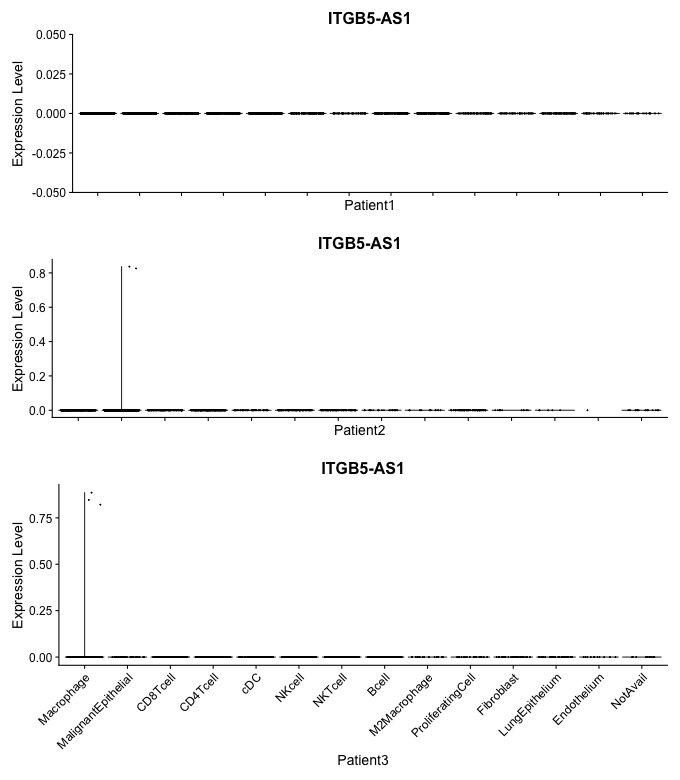 ITGB5-AS1
0.050
0.025
0.000
-0.025
-0.050
Expression Level
Patient1
ITGB5-AS1
0.8
0.6
0.4
0.2
0.0
Expression Level
Patient2
ITGB5-AS1
0.75
0.50
0.25
0.00
Expression Level
Macrophage
MalignantEpithelial
CD8Tcell
CD4Tcell
cDC
NKcell
NKTcell
Bcell
M2Macrophage
ProliferatingCell
Fibroblast
LungEpithelium
Endothelium
NotAvail
Patient3